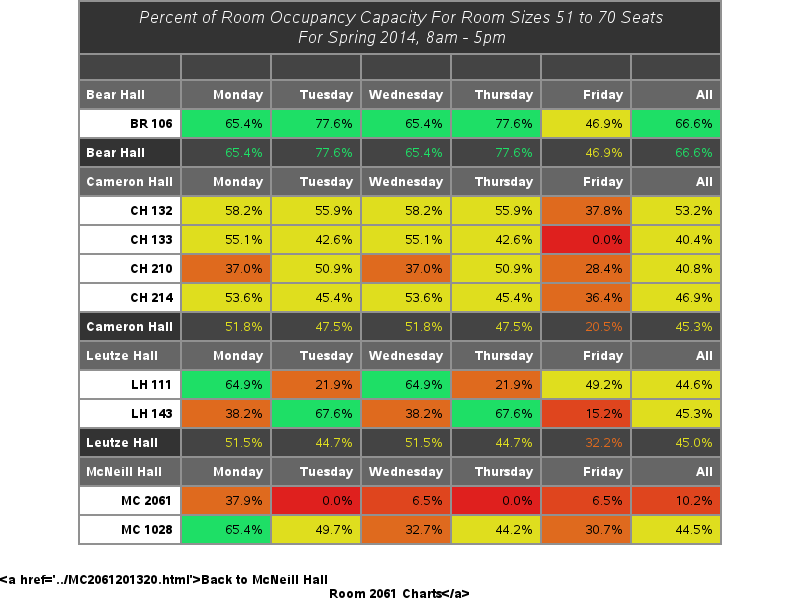 Percent of Room Occupancy Capacity For Room Sizes 51 to 70 Seats
For Spring 2014, 8am - 5pm
Bear Hall Monday Tuesday Wednesday Thursday Friday All
BR 106 65.4% 77.6% 65.4% 77.6% 46.9% 66.6%
Bear Hall 65.4% 77.6% 65.4% 77.6% 46.9% 66.6%
Cameron Hall Monday Tuesday Wednesday Thursday Friday All
CH 132 58.2% 55.9% 58.2% 55.9% 37.8% 53.2%
CH 133 55.1% 42.6% 55.1% 42.6% 0.0% 40.4%
CH 210 37.0% 50.9% 37.0% 50.9% 28.4% 40.8%
CH 214 53.6% 45.4% 53.6% 45.4% 36.4% 46.9%
Cameron Hall 51.8% 47.5% 51.8% 47.5% 20.5% 45.3%
Leutze Hall Monday Tuesday Wednesday Thursday Friday All
LH 111 64.9% 21.9% 64.9% 21.9% 49.2% 44.6%
LH 143 38.2% 67.6% 38.2% 67.6% 15.2% 45.3%
Leutze Hall 51.5% 44.7% 51.5% 44.7% 32.2% 45.0%
McNeill Hall Monday Tuesday Wednesday Thursday Friday All
MC 2061 37.9% 0.0% 6.5% 0.0% 6.5% 10.2%
MC 1028 65.4% 49.7% 32.7% 44.2% 30.7% 44.5%
<a href='../MC2061201320.html'>Back to McNeill Hall
Room 2061 Charts</a>